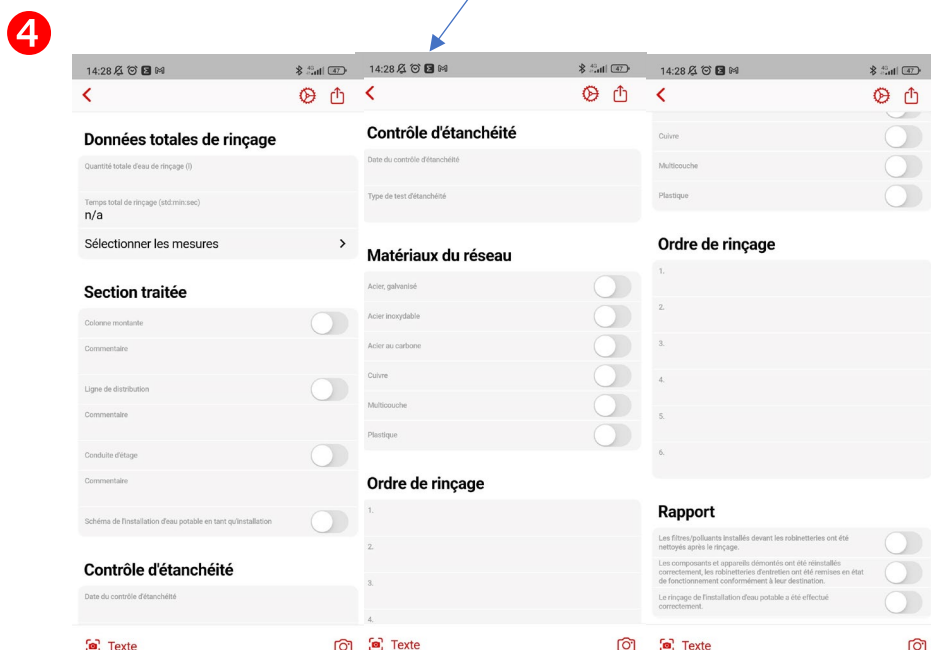 4
14:28
47
Données totales de rinçage
Quantité totale d'eau de rinçage (l)
Temps total de rinçage (std:min:sec)
n/a
Sélectionner les mesures
Section traitée
Colonne montante
Commentaire
Ligne de distribution
Commentaire
Conduite d'étage
Commentaire
Schéma de l'installation d'eau potable en tant qu'installation
Contrôle d'étanchéité
Date du contrôle d'étanchéité
Texte
14:28
47
Contrôle d'étanchéité
Date du contrôle d'étanchéité
Type de test d'étanchéité
Matériaux du réseau
Acier, galvanisé
Acier inoxydable
Acier au carbone
Cuivre
Multicouche
Plastique
Ordre de rinçage
1.
2.
3.
4.
Texte
14:28
47
Cuivre
Multicouche
Plastique
Ordre de rinçage
1.
2.
3.
4.
5.
6.
Rapport
Les filtres/polluants installés devant les robinetteries ont été
nettoyés après le rinçage.
Les composants et appareils démontés ont été réinstallés
correctement, les robinetteries d'entretien ont été remises en état
de fonctionnement conformément à leur destination.
Le rinçage de l'installation d'eau potable a été effectué
correctement.
Texte